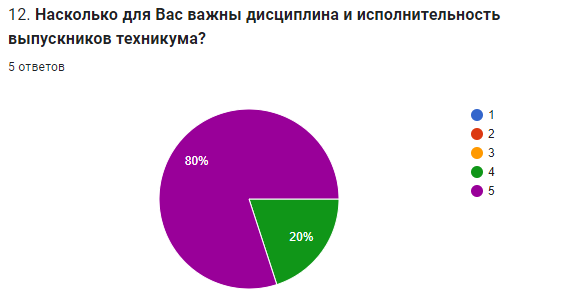 12. Насколько для Вас важны дисциплина и исполнительность
выпускников техникума?
5 ответов
80%
20%
1
2
3
4
5